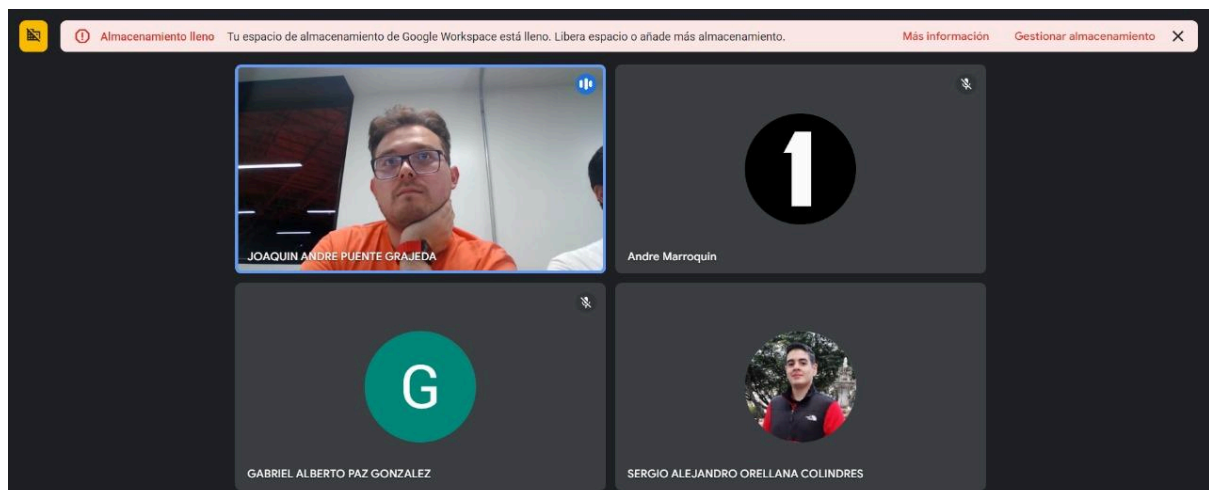 Almacenamiento lleno Tu espacio de almacenamiento de Google Workspace está lleno. Libera espacio o añade más almacenamiento. Más información Gestionar almacenamiento
JOAQUIN ANDRE PUENTE GRAJEDA
1
Andre Marroquin
G
GABRIEL ALBERTO PAZ GONZALEZ
SERGIO ALEJANDRO ORELLANA COLINDRES